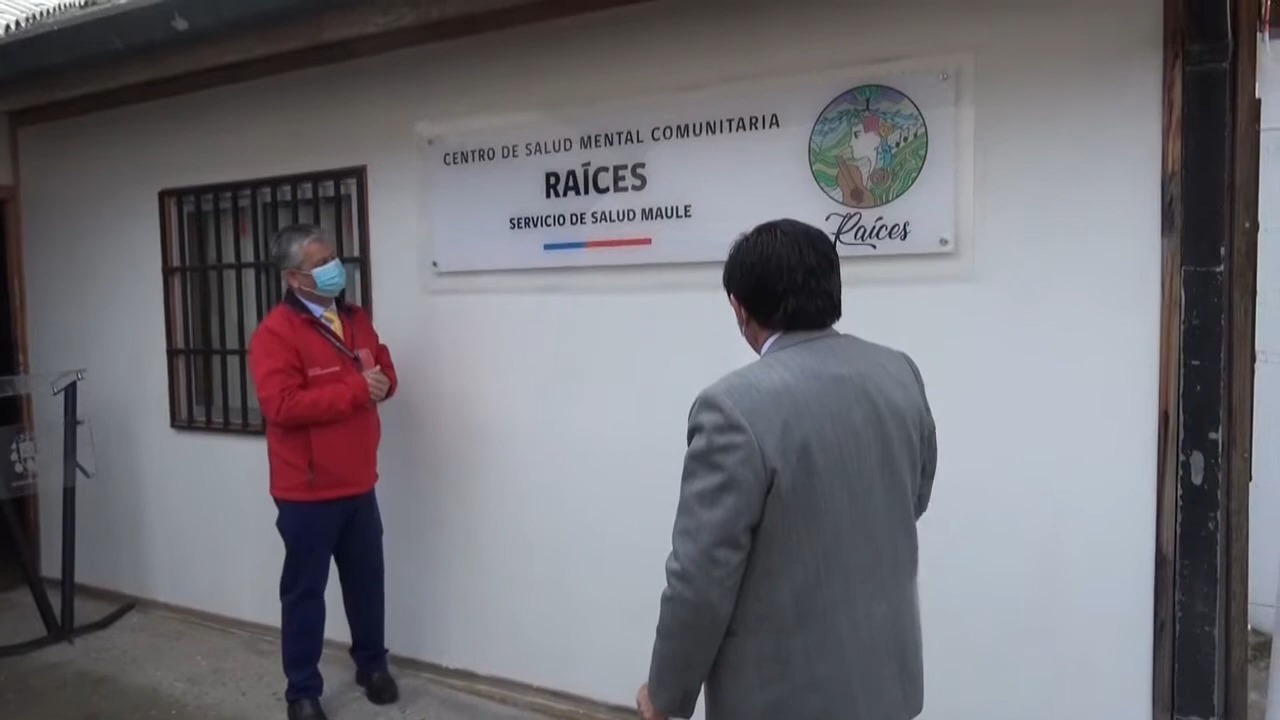 CENTRO DE SALUD MENTAL COMUNITARIA
RAÍCES
SERVICIO DE SALUD MAULE
Raíces